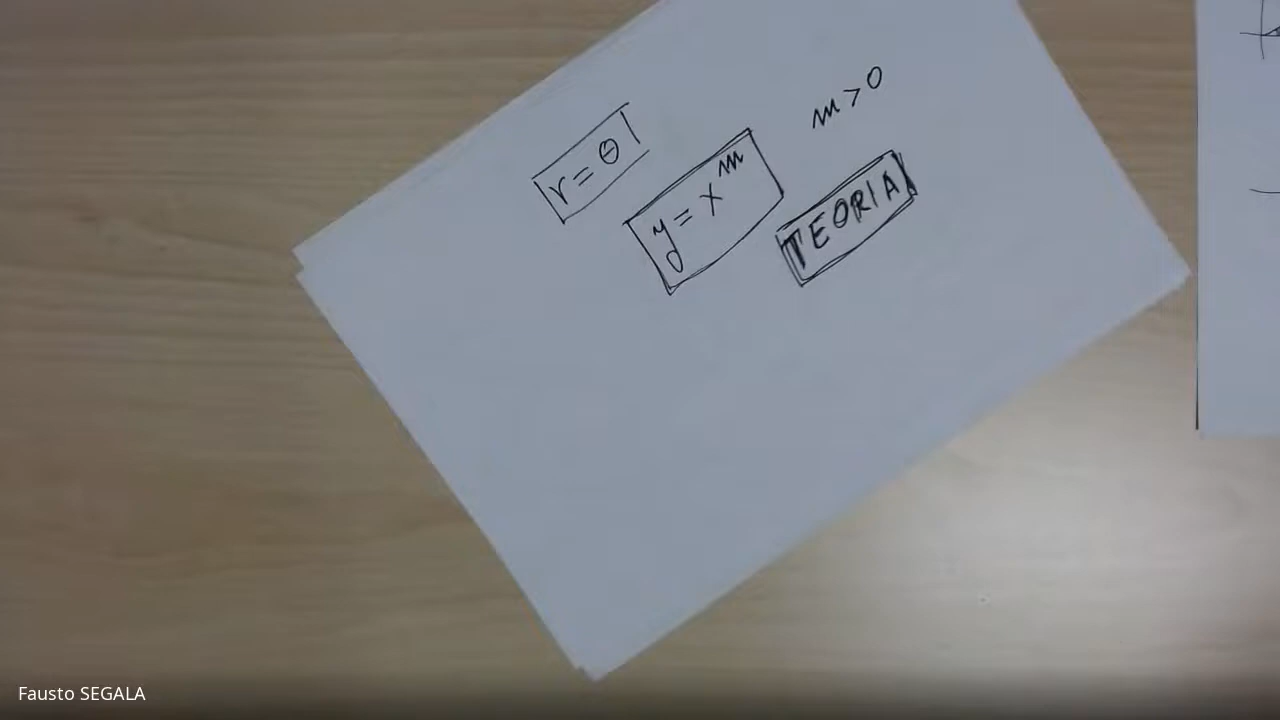 r = θ
y = x^m
m > 0
TEORIA
Fausto SEGALA